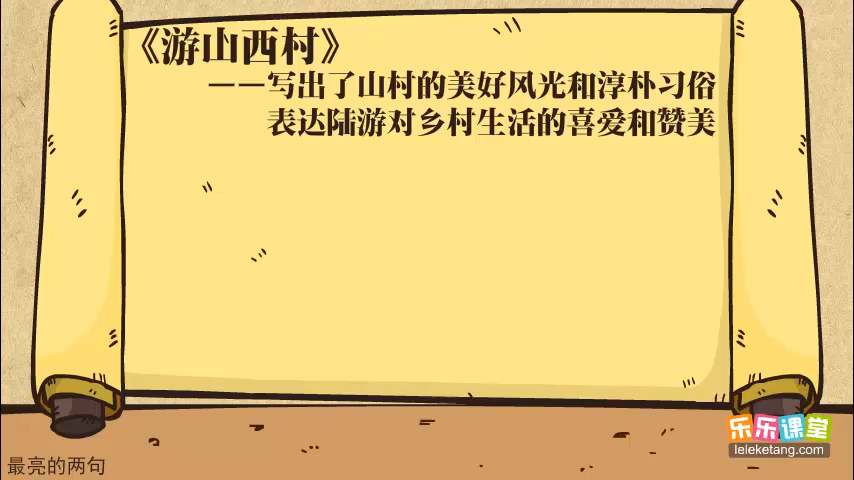 《游山西村》
——写出了山村的美好风光和淳朴习俗
表达陆游对乡村生活的喜爱和赞美
乐乐课堂
leleketang.com
最亮的两句